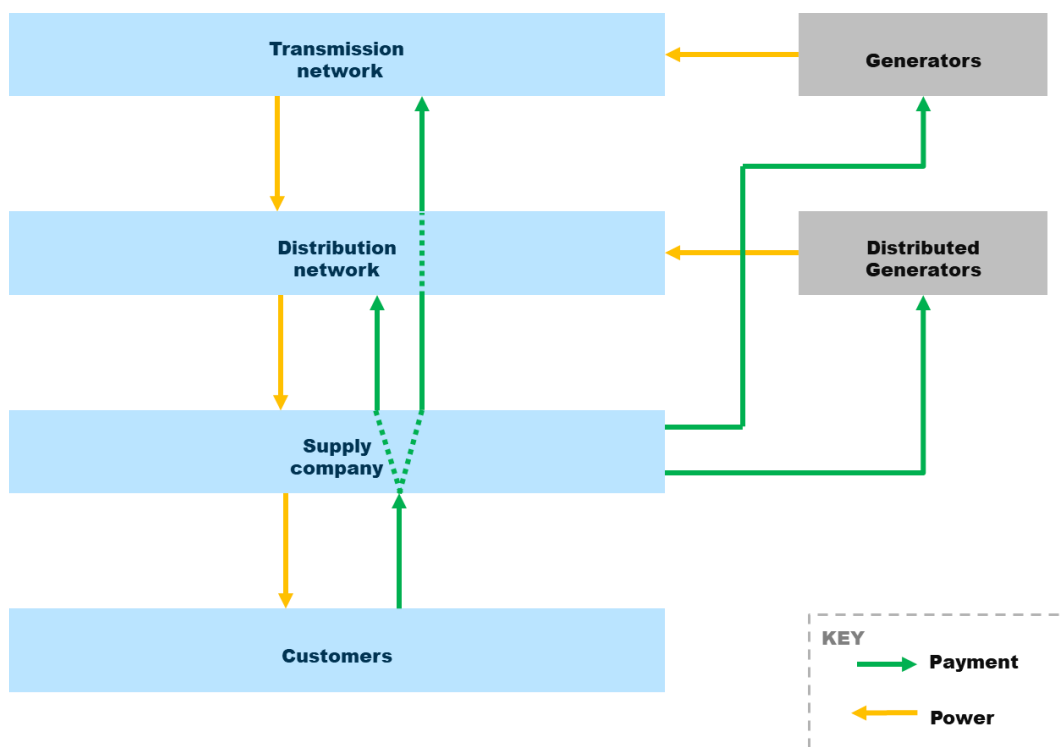 Transmission
network
Generators
Distribution
network
Distributed
Generators
Supply
company
Customers
KEY
Payment
Power